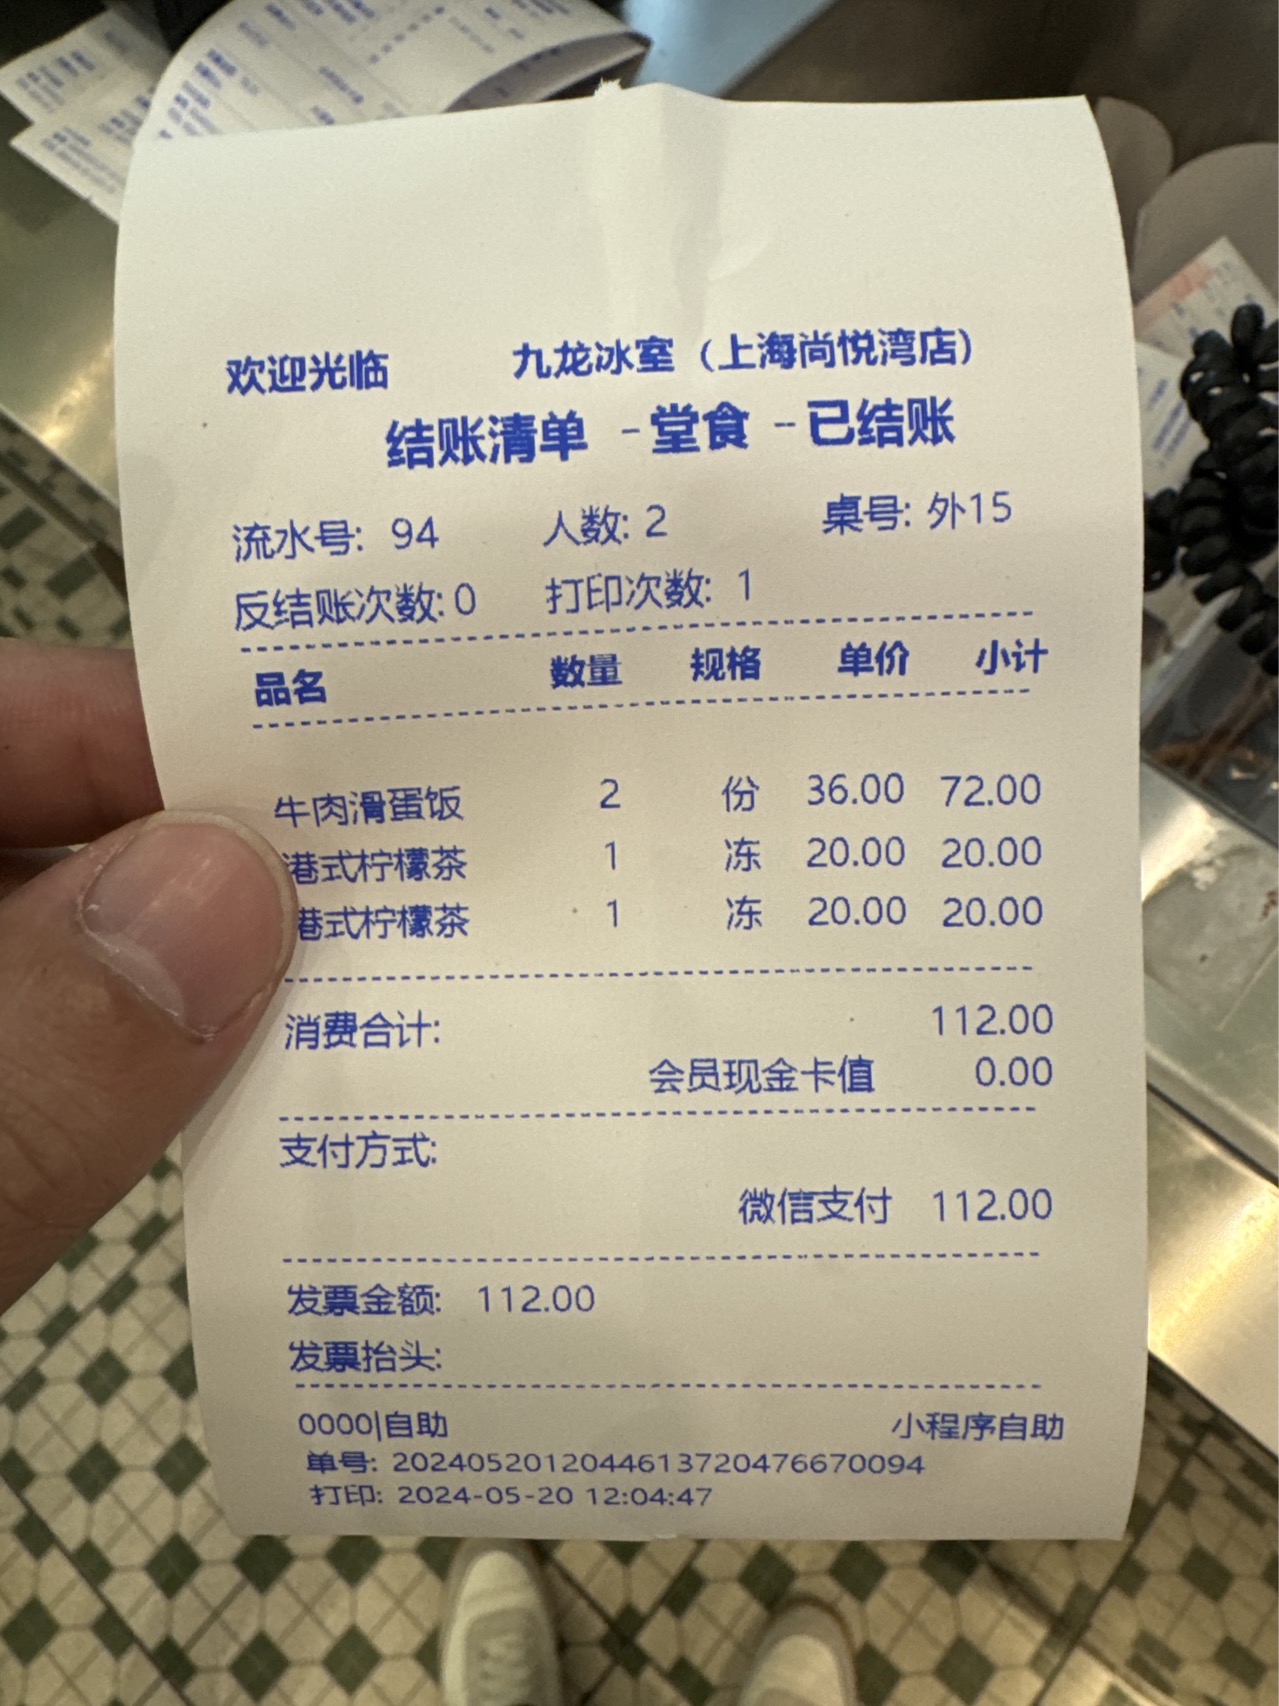 欢迎光临 九龙冰室（上海尚悦湾店）
结账清单 -堂食 -已结账
流水号: 94 人数: 2 桌号: 外15
反结账次数: 0 打印次数: 1
品名 数量 规格 单价 小计
牛肉滑蛋饭 2 份 36.00 72.00
港式柠檬茶 1 冻 20.00 20.00
港式柠檬茶 1 冻 20.00 20.00
消费合计: 112.00
会员现金卡值 0.00
支付方式:
微信支付 112.00
发票金额: 112.00
发票抬头:
0000|自助 小程序自助
单号: 2024052012044613720476670094
打印: 2024-05-20 12:04:47